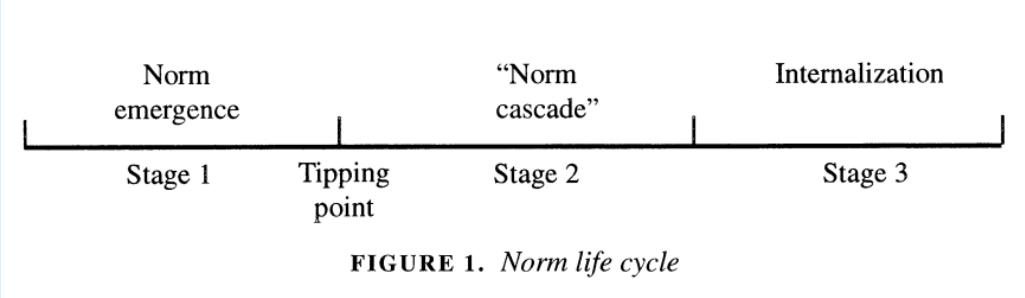 Norm
emergence
“Norm
cascade”
Internalization
Stage 1
Tipping
point
Stage 2
Stage 3
FIGURE 1. Norm life cycle